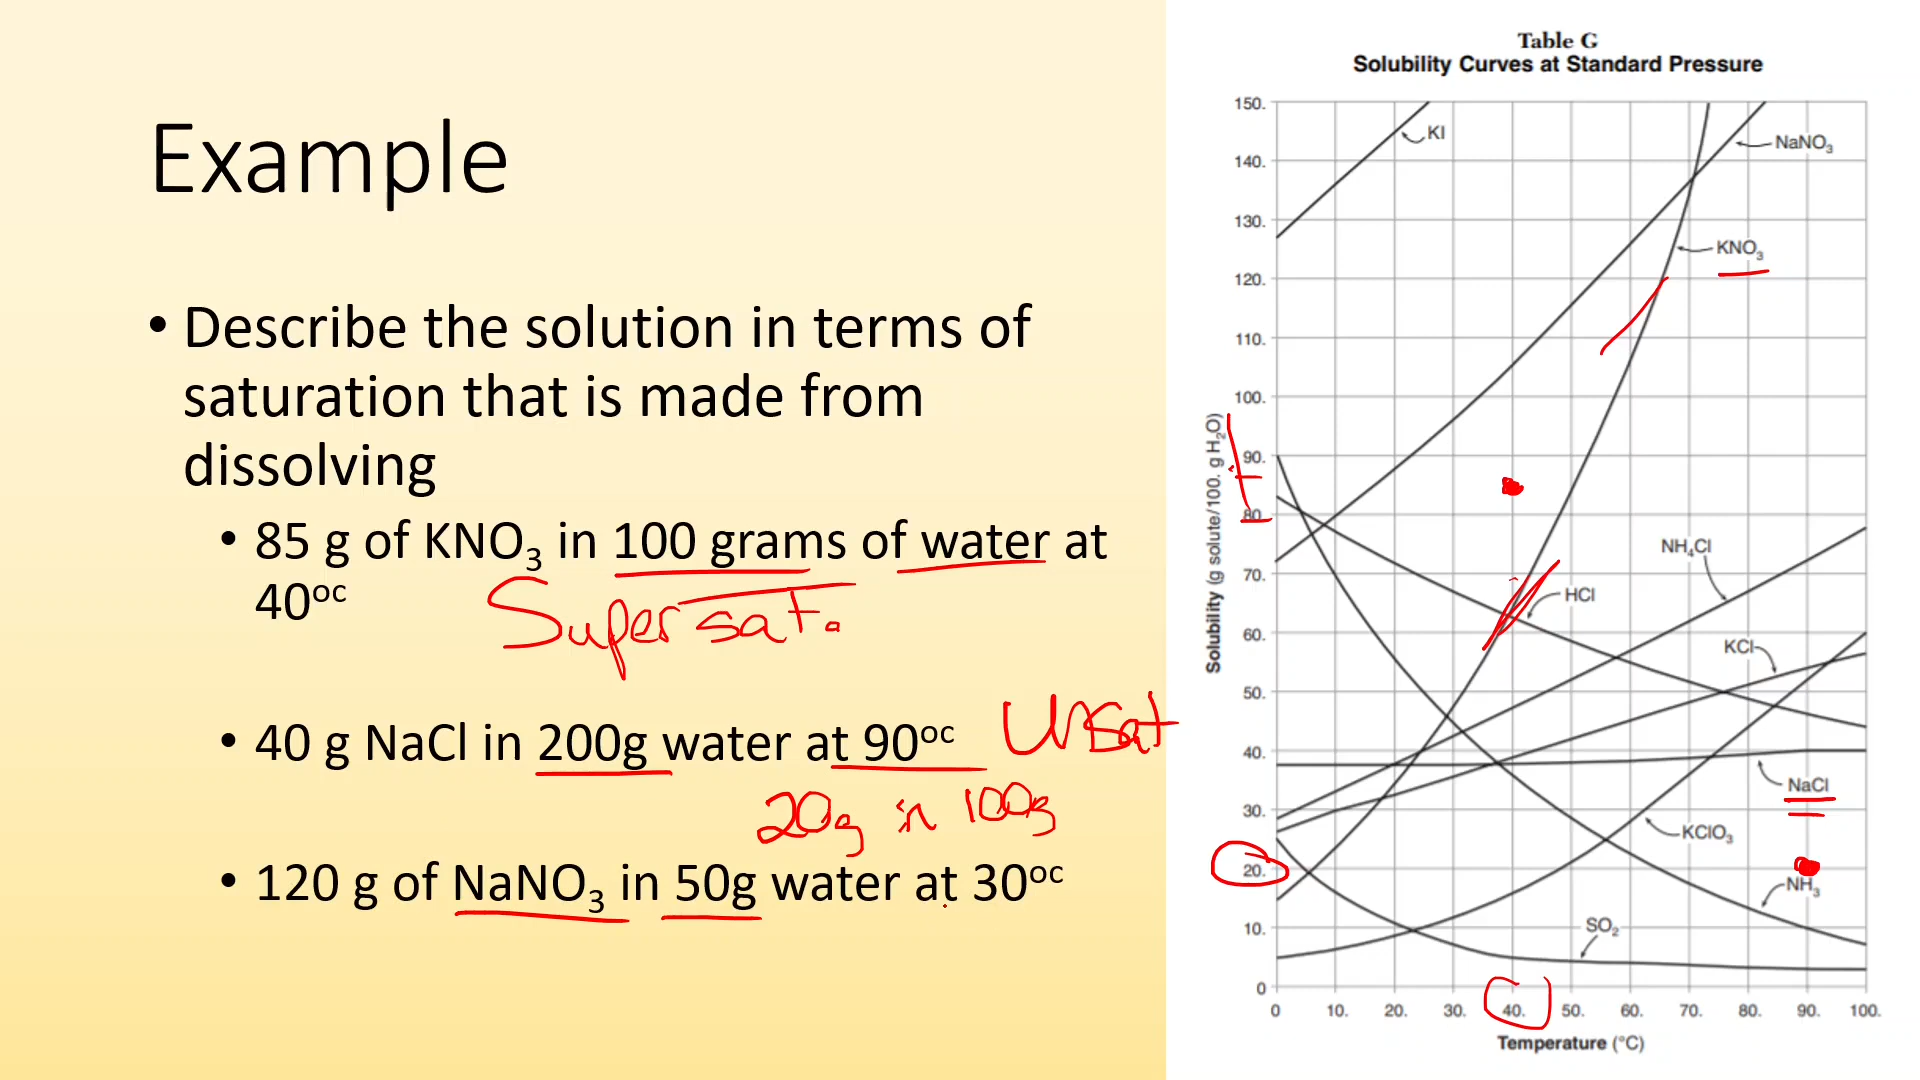 Example
• Describe the solution in terms of
saturation that is made from
dissolving
• 85 g of KNO₃ in 100 grams of water at
40ᵒᶜ
Super sat.
• 40 g NaCl in 200g water at 90ᵒᶜ
Unsat
20g in 100g
• 120 g of NaNO₃ in 50g water at 30ᵒᶜ
Table G
Solubility Curves at Standard Pressure
Solubility (g solute/100. g H₂O)
150.
140.
130.
120.
110.
100.
90.
80.
70.
60.
50.
40.
30.
20.
10.
0
KI
NaNO₃
KNO₃
NH₄Cl
HCl
KCl
NaCl
KClO₃
NH₃
SO₂
0 10. 20. 30. 40. 50. 60. 70. 80. 90. 100.
Temperature (°C)